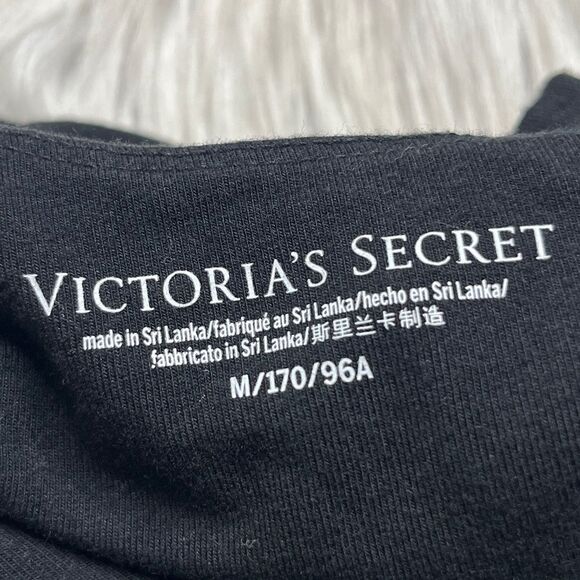 VICTORIA'S SECRET
made in Sri Lanka/fabriqué au Sri Lanka/hecho en Sri Lanka/
fabbricato in Sri Lanka/斯里兰卡制造
M/170/96A